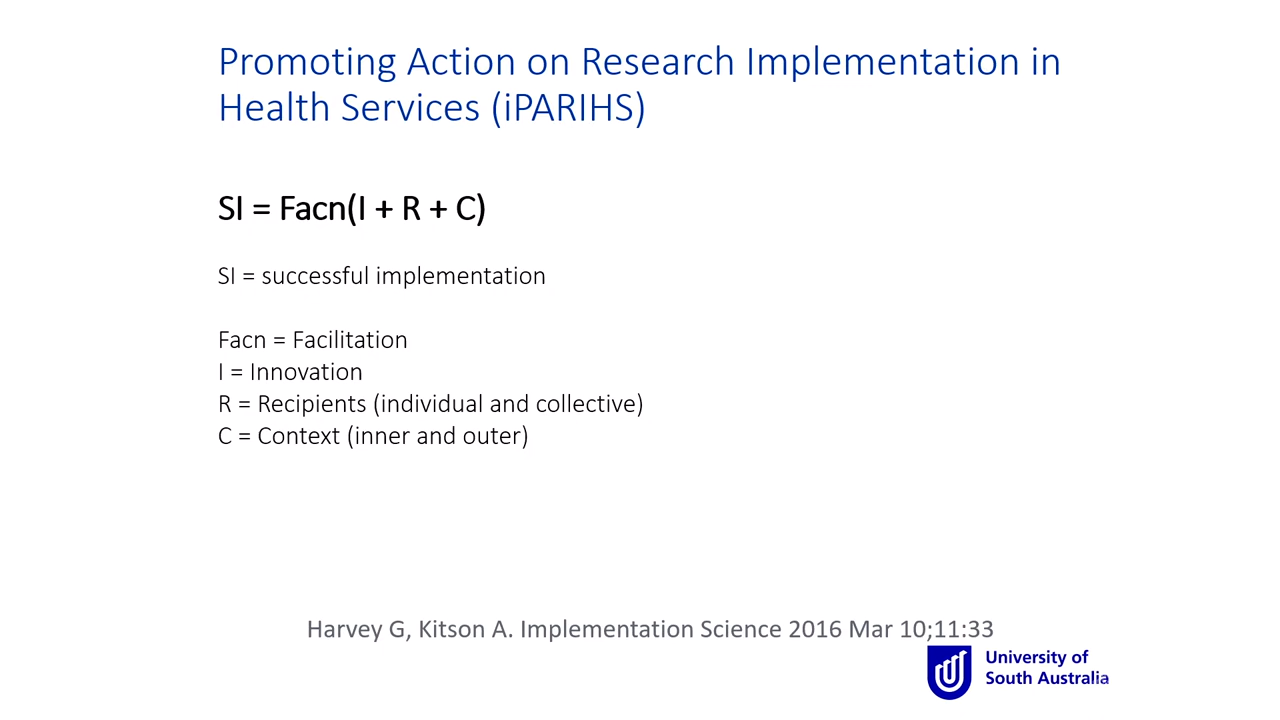 Promoting Action on Research Implementation in
Health Services (iPARIHS)
SI = Facn(I + R + C)
SI = successful implementation
Facn = Facilitation
I = Innovation
R = Recipients (individual and collective)
C = Context (inner and outer)
Harvey G, Kitson A. Implementation Science 2016 Mar 10;11:33
University of
South Australia